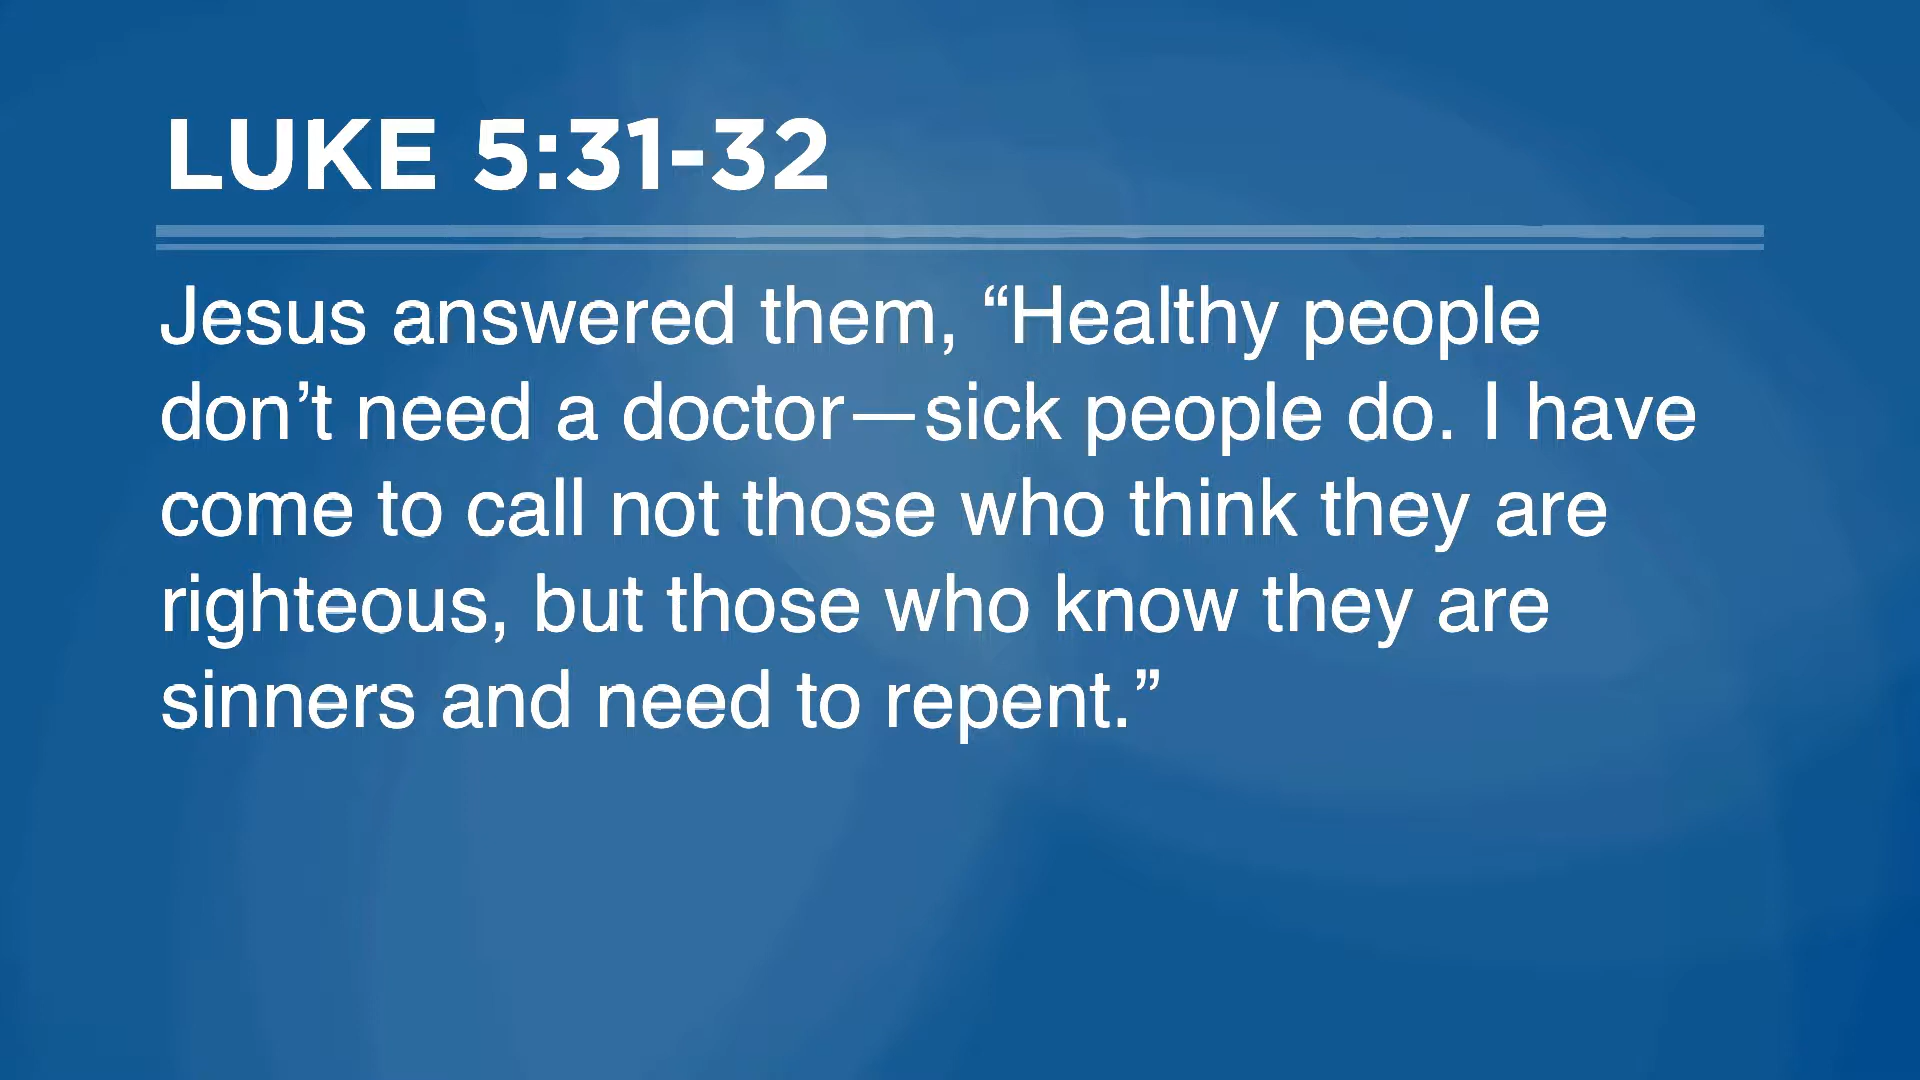 LUKE 5:31-32
Jesus answered them, “Healthy people
don’t need a doctor—sick people do. I have
come to call not those who think they are
righteous, but those who know they are
sinners and need to repent.”